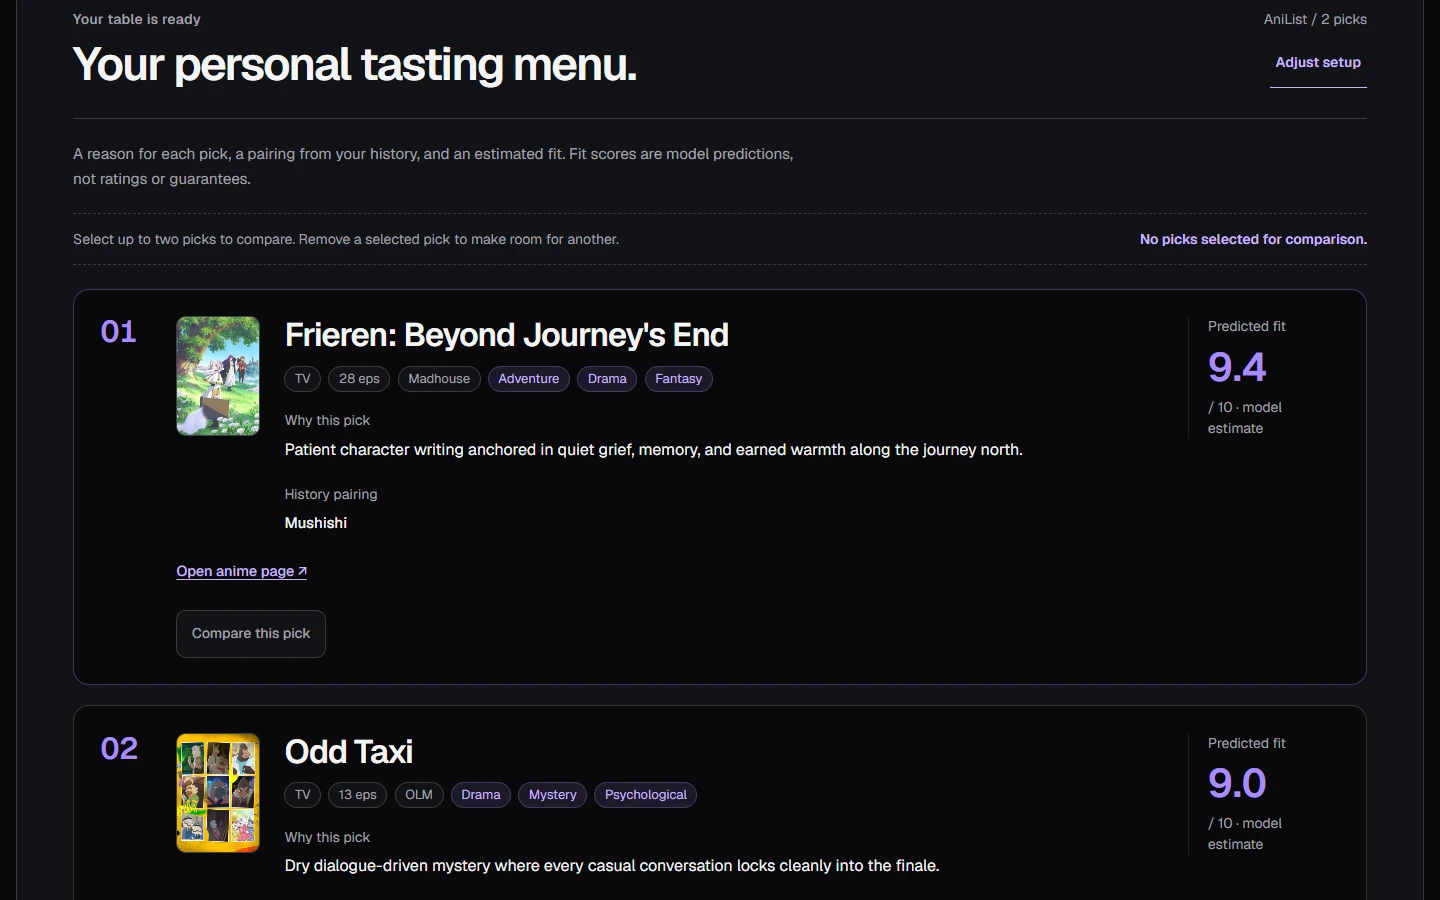 Your table is ready
AniList / 2 picks
Your personal tasting menu.
Adjust setup
A reason for each pick, a pairing from your history, and an estimated fit. Fit scores are model predictions,
not ratings or guarantees.
Select up to two picks to compare. Remove a selected pick to make room for another.
No picks selected for comparison.
01
Frieren: Beyond Journey's End
TV
28 eps
Madhouse
Adventure
Drama
Fantasy
Why this pick
Patient character writing anchored in quiet grief, memory, and earned warmth along the journey north.
History pairing
Mushishi
Open anime page ↗
Compare this pick
Predicted fit
9.4
/ 10 · model
estimate
02
Odd Taxi
TV
13 eps
OLM
Drama
Mystery
Psychological
Why this pick
Dry dialogue-driven mystery where every casual conversation locks cleanly into the finale.
Predicted fit
9.0
/ 10 · model
estimate